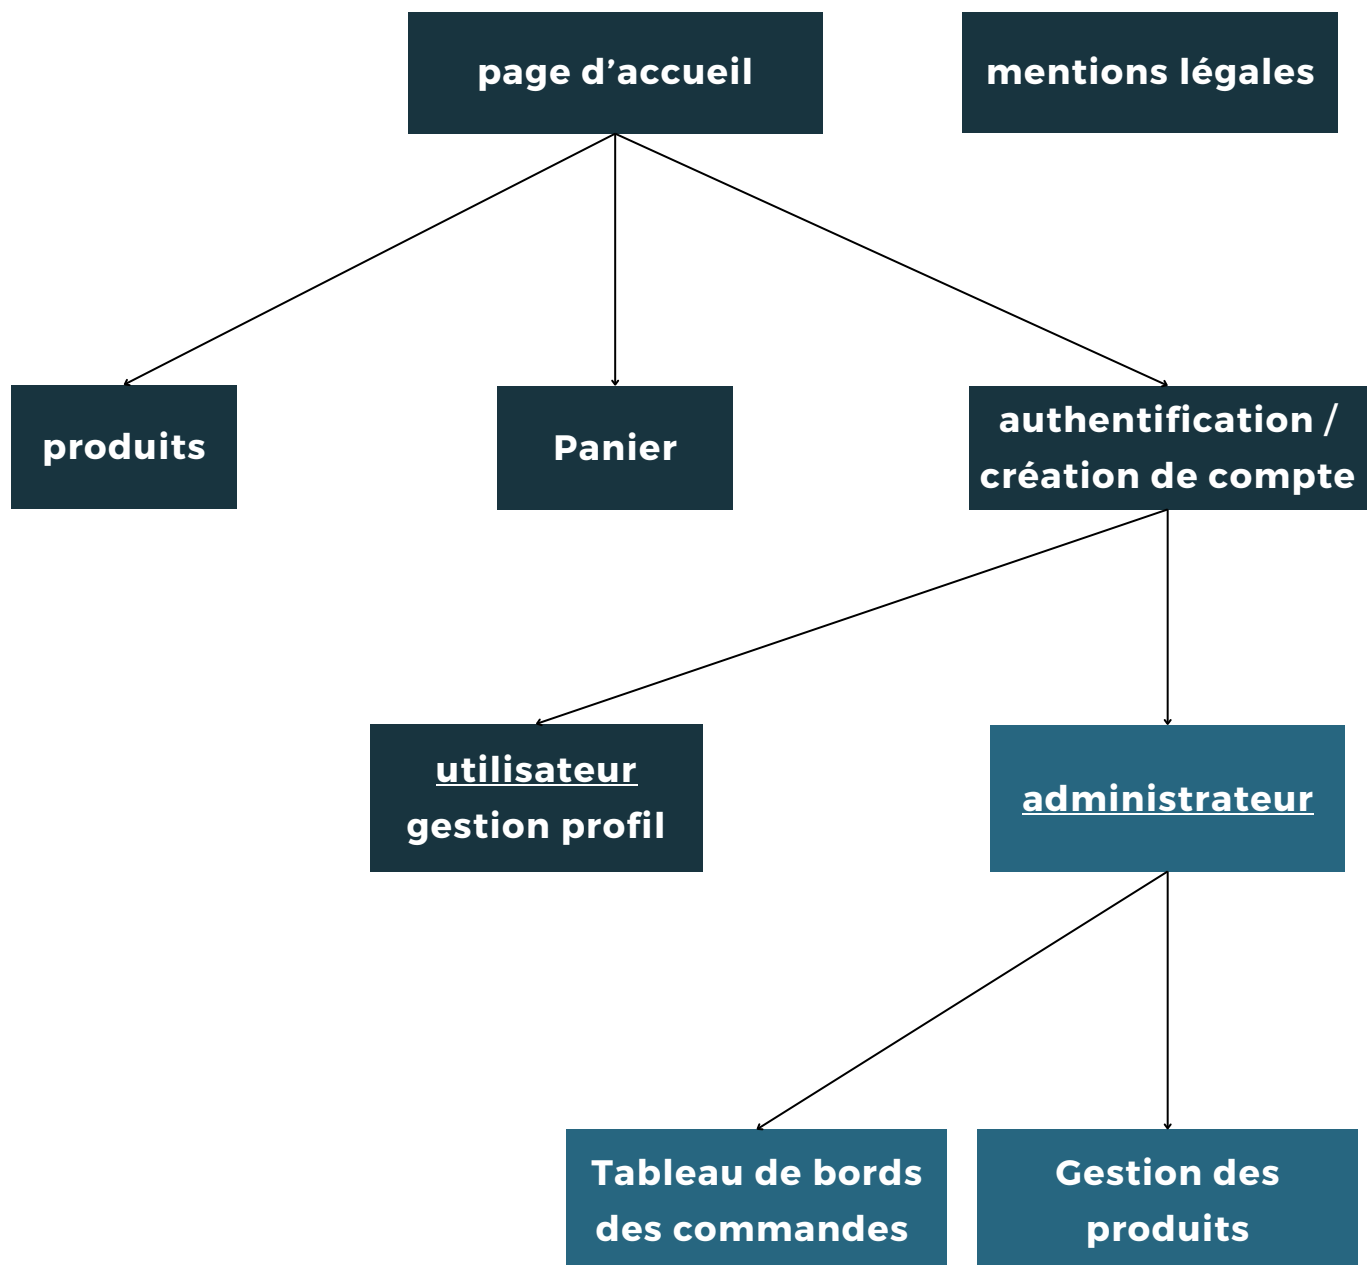 page d’accueil
mentions légales
produits
Panier
authentification /
création de compte
utilisateur
gestion profil
administrateur
Tableau de bords
des commandes
Gestion des
produits